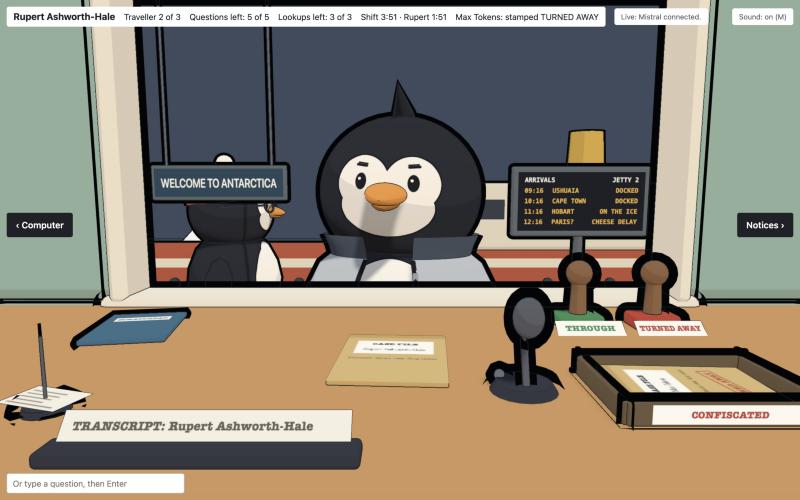 Rupert Ashworth-Hale Traveller 2 of 3 Questions left: 5 of 5 Lookups left: 3 of 3 Shift 3:51 · Rupert 1:51 Max Tokens: stamped TURNED AWAY
Live: Mistral connected.
Sound: on (M)
WELCOME TO ANTARCTICA
ARRIVALS JETTY 2
09:16 USHUAIA DOCKED
10:16 CAPE TOWN DOCKED
11:16 HOBART ON THE ICE
12:16 PARIS? CHEESE DELAY
‹ Computer
Notices ›
THROUGH
TURNED AWAY
CASE FILE
CONFISCATED
TRANSCRIPT: Rupert Ashworth-Hale
Or type a question, then Enter